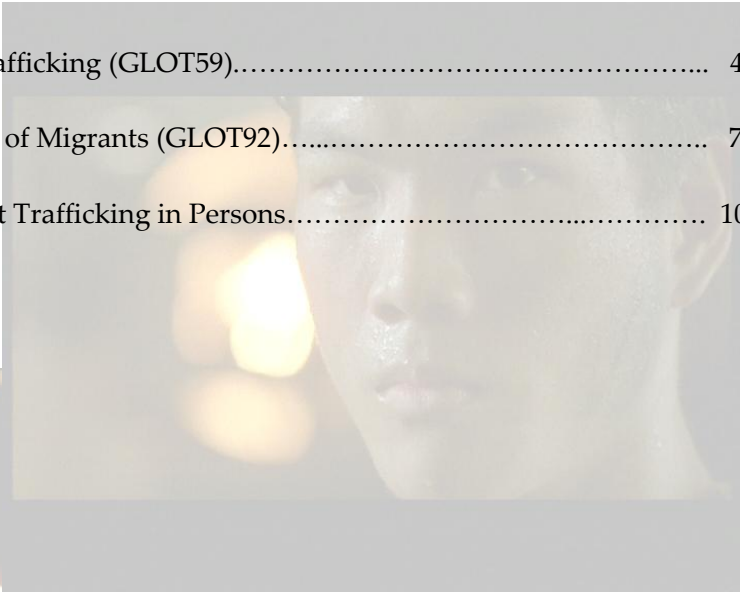 afficking (GLOT59)…………………………………………... 4
of Migrants (GLOT92)…...……………………………….. 7
t Trafficking in Persons………………………...…………. 10